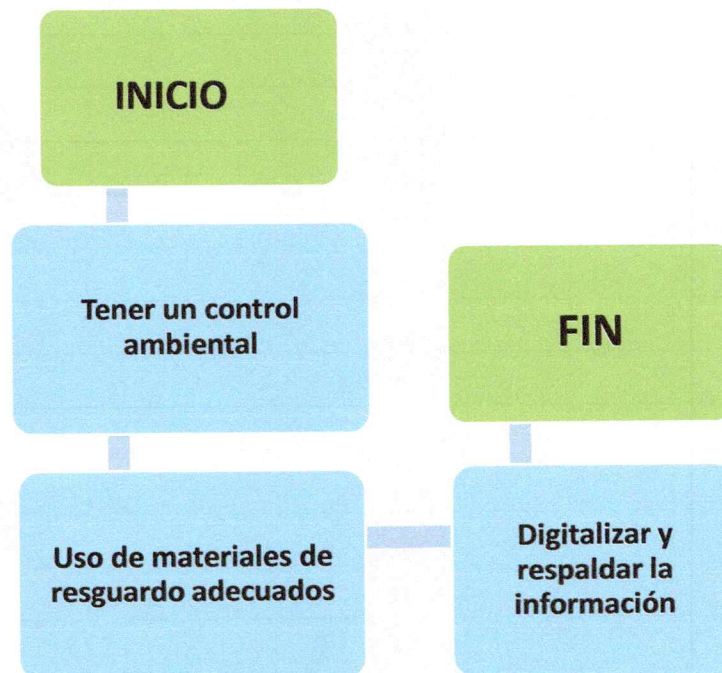 INICIO
Tener un control
ambiental
Uso de materiales de
resguardo adecuados
Digitalizar y
respaldar la
información
FIN